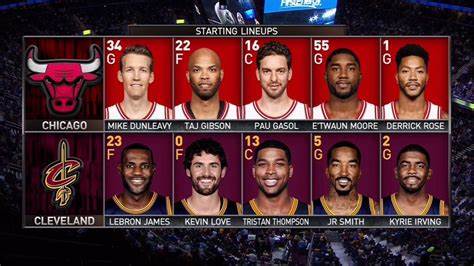 STARTING LINEUPS
34 22 16 55 1
G F C G G
CHICAGO
MIKE DUNLEAVY TAJ GIBSON PAU GASOL E'TWAUN MOORE DERRICK ROSE
23 0 13 5 2
F F C G G
CLEVELAND
LEBRON JAMES KEVIN LOVE TRISTAN THOMPSON JR SMITH KYRIE IRVING